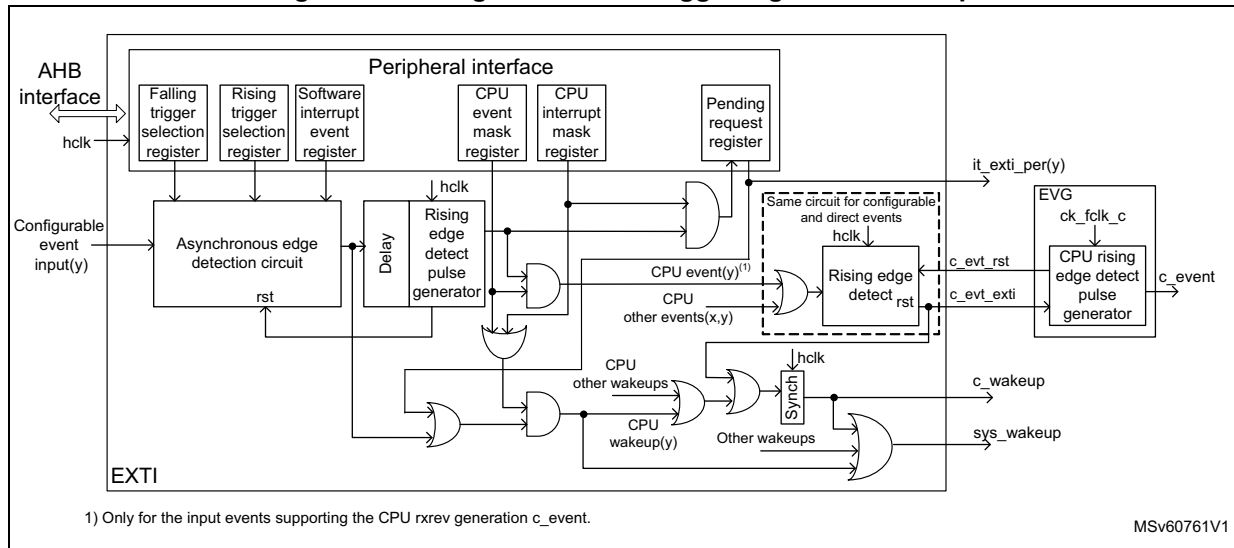 AHB
interface
hclk
Peripheral interface
Falling
trigger
selection
register
Rising
trigger
selection
register
Software
interrupt
event
register
CPU
event
mask
register
CPU
interrupt
mask
register
Pending
request
register
it_exti_per(y)
Configurable
event
input(y)
Asynchronous edge
detection circuit
rst
Delay
hclk
Rising
edge
detect
pulse
generator
CPU event(y)(1)
CPU
other events(x,y)
Same circuit for configurable
and direct events
hclk
Rising edge
detect
rst
c_evt_rst
c_evt_exti
EVG
ck_fclk_c
CPU rising
edge detect
pulse
generator
c_event
CPU
other wakeups
CPU
wakeup(y)
hclk
Synch
Other wakeups
c_wakeup
sys_wakeup
EXTI
1) Only for the input events supporting the CPU rxrev generation c_event.
MSv60761V1